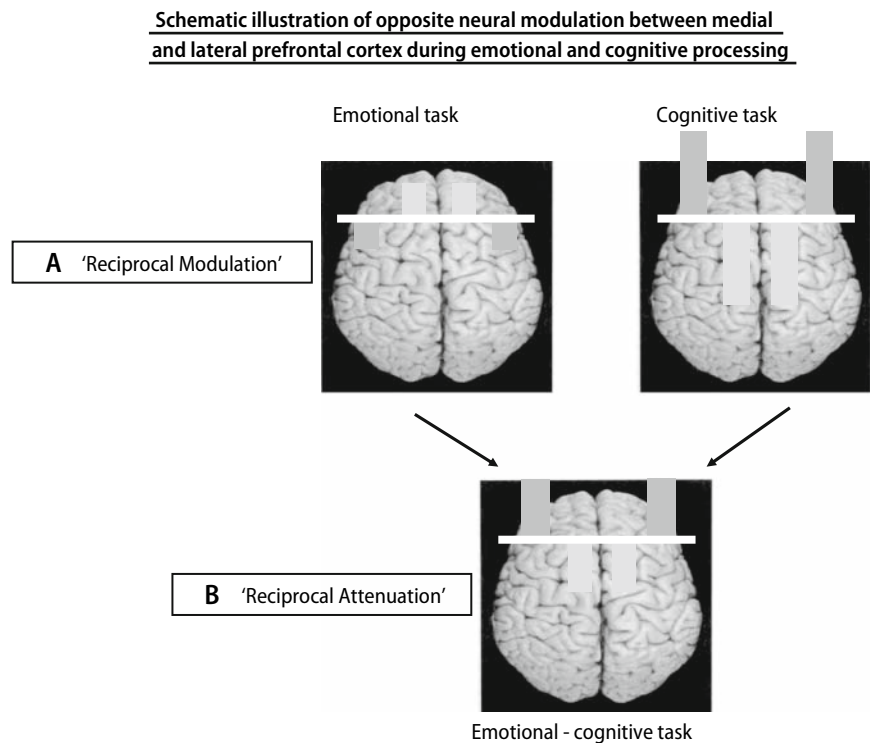 Schematic illustration of opposite neural modulation between medial
and lateral prefrontal cortex during emotional and cognitive processing
Emotional task
Cognitive task
A 'Reciprocal Modulation'
B 'Reciprocal Attenuation'
Emotional - cognitive task